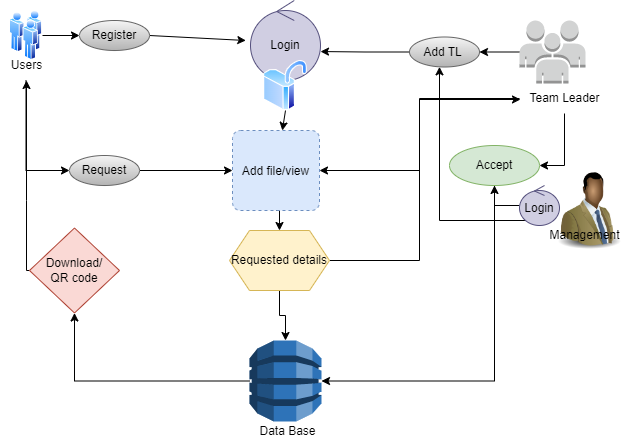 Register
Login
Add TL
Users
Team Leader
Request
Add file/view
Accept
Login
Management
Download/
QR code
Requested details
Data Base